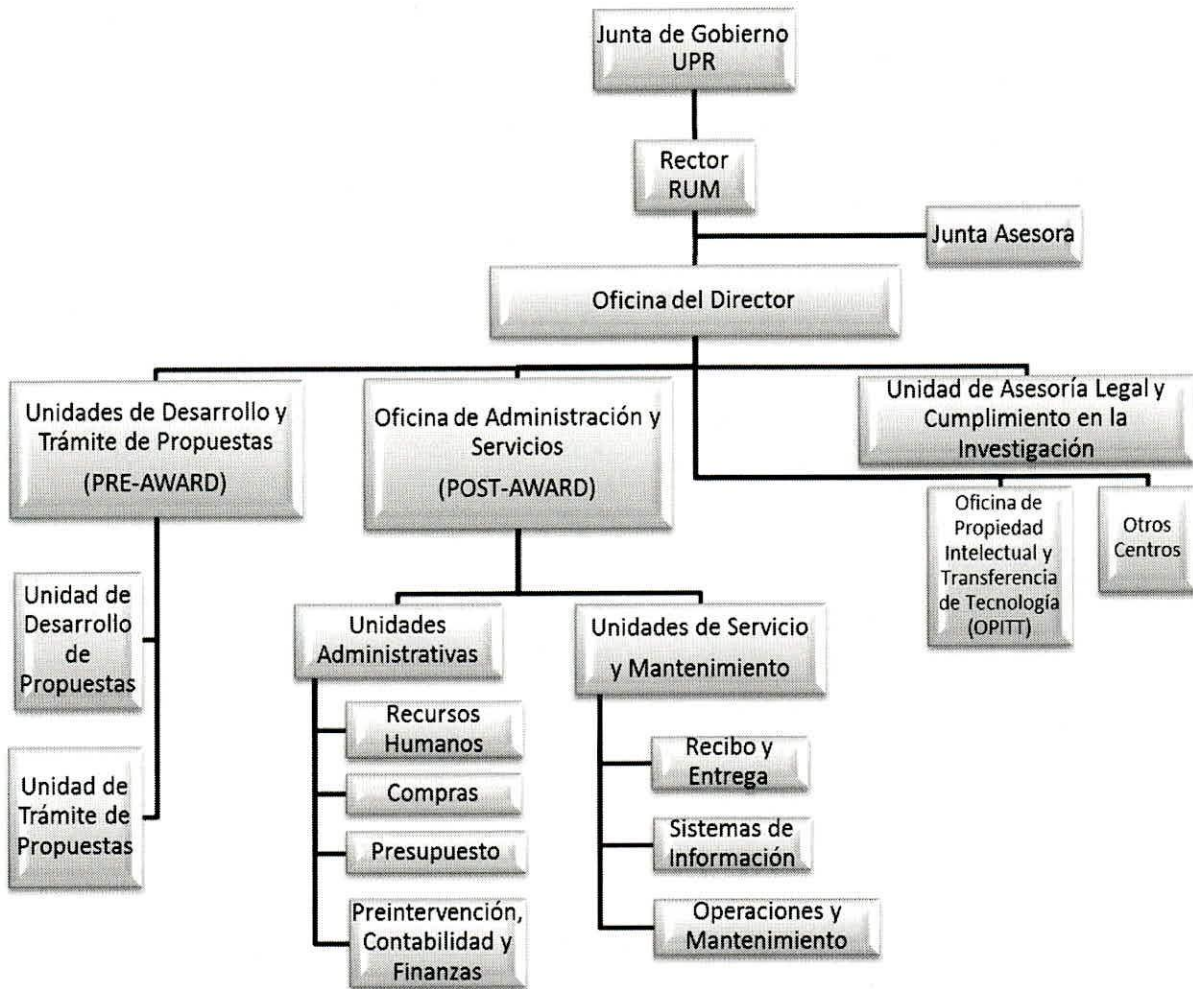 Junta de Gobierno
UPR
Rector
RUM
Junta Asesora
Oficina del Director
Unidades de Desarrollo y
Trámite de Propuestas
(PRE-AWARD)
Oficina de Administración y
Servicios
(POST-AWARD)
Unidad de Asesoría Legal y
Cumplimiento en la
Investigación
Oficina de
Propiedad
Intelectual y
Transferencia
de Tecnología
(OPITT)
Otros
Centros
Unidad de
Desarrollo
de
Propuestas
Unidad de
Trámite de
Propuestas
Unidades
Administrativas
Recursos
Humanos
Compras
Presupuesto
Preintervención,
Contabilidad y
Finanzas
Unidades de Servicio
y Mantenimiento
Recibo y
Entrega
Sistemas de
Información
Operaciones y
Mantenimiento